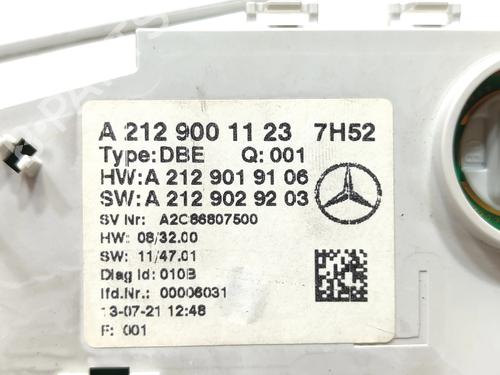 A 212 900 11 23 7H52
Type:DBE Q: 001
HW:A 212 901 91 06
SW: A 212 902 92 03
SV Nr: A2C86807500
HW: 08/32.00
SW: 11/47.01
Diag Id: 010B
lfd.Nr.: 00006031
13-07-21 12:48
F: 001